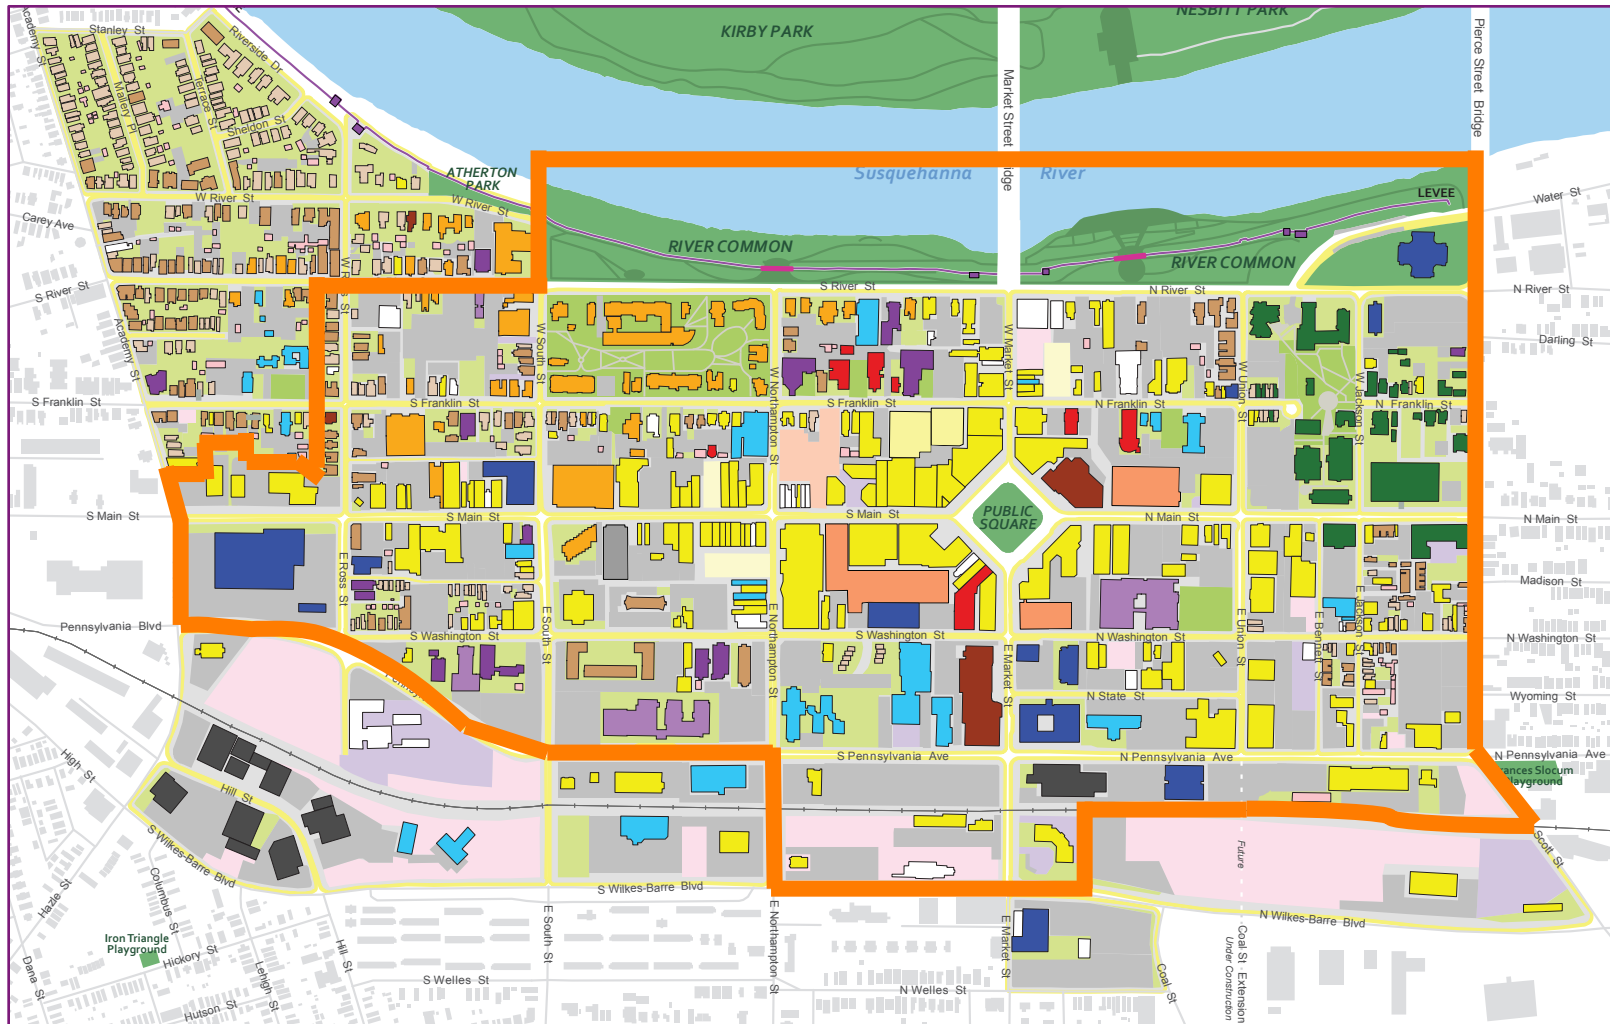 KIRBY PARK
NESBITT PARK
Academy St
Stanley St
Riverside Dr
Mallery Pl
Terrace St
Sheldon St
Market Street
Pierce Street Bridge
ATHERTON
PARK
Susquehanna
River
LEVEE
Water St
W River St
W River St
Carey Ave
RIVER COMMON
RIVER COMMON
S River St
S River St
N River St
N River St
Academy St
W South St
W Northampton St
W Market St
W Union St
W Jackson St
Darling St
S Franklin St
S Franklin St
S Franklin St
N Franklin St
N Franklin St
S Main St
S Main St
S Main St
PUBLIC
SQUARE
N Main St
N Main St
E Ross St
E South St
E Northampton St
E Market St
E Union St
E Bennett St
E Jackson St
Madison St
Pennsylvania Blvd
S Washington St
S Washington St
N Washington St
N Washington St
N State St
Wyoming St
S Pennsylvania Ave
N Pennsylvania Ave
N Pennsylvania Ave
rances Slocum
Playground
High St
Hill St
S Wilkes-Barre Blvd
S Wilkes-Barre Blvd
N Wilkes-Barre Blvd
Scott St
Future
Coal St - Extension
Under Construction
Hazle St
Columbus St
Iron Triangle
Playground
Hickory St
Dana St
Lehigh St
Hill St
Hutson St
E South St
E Northampton St
E Market St
S Welles St
N Welles St
Coal St